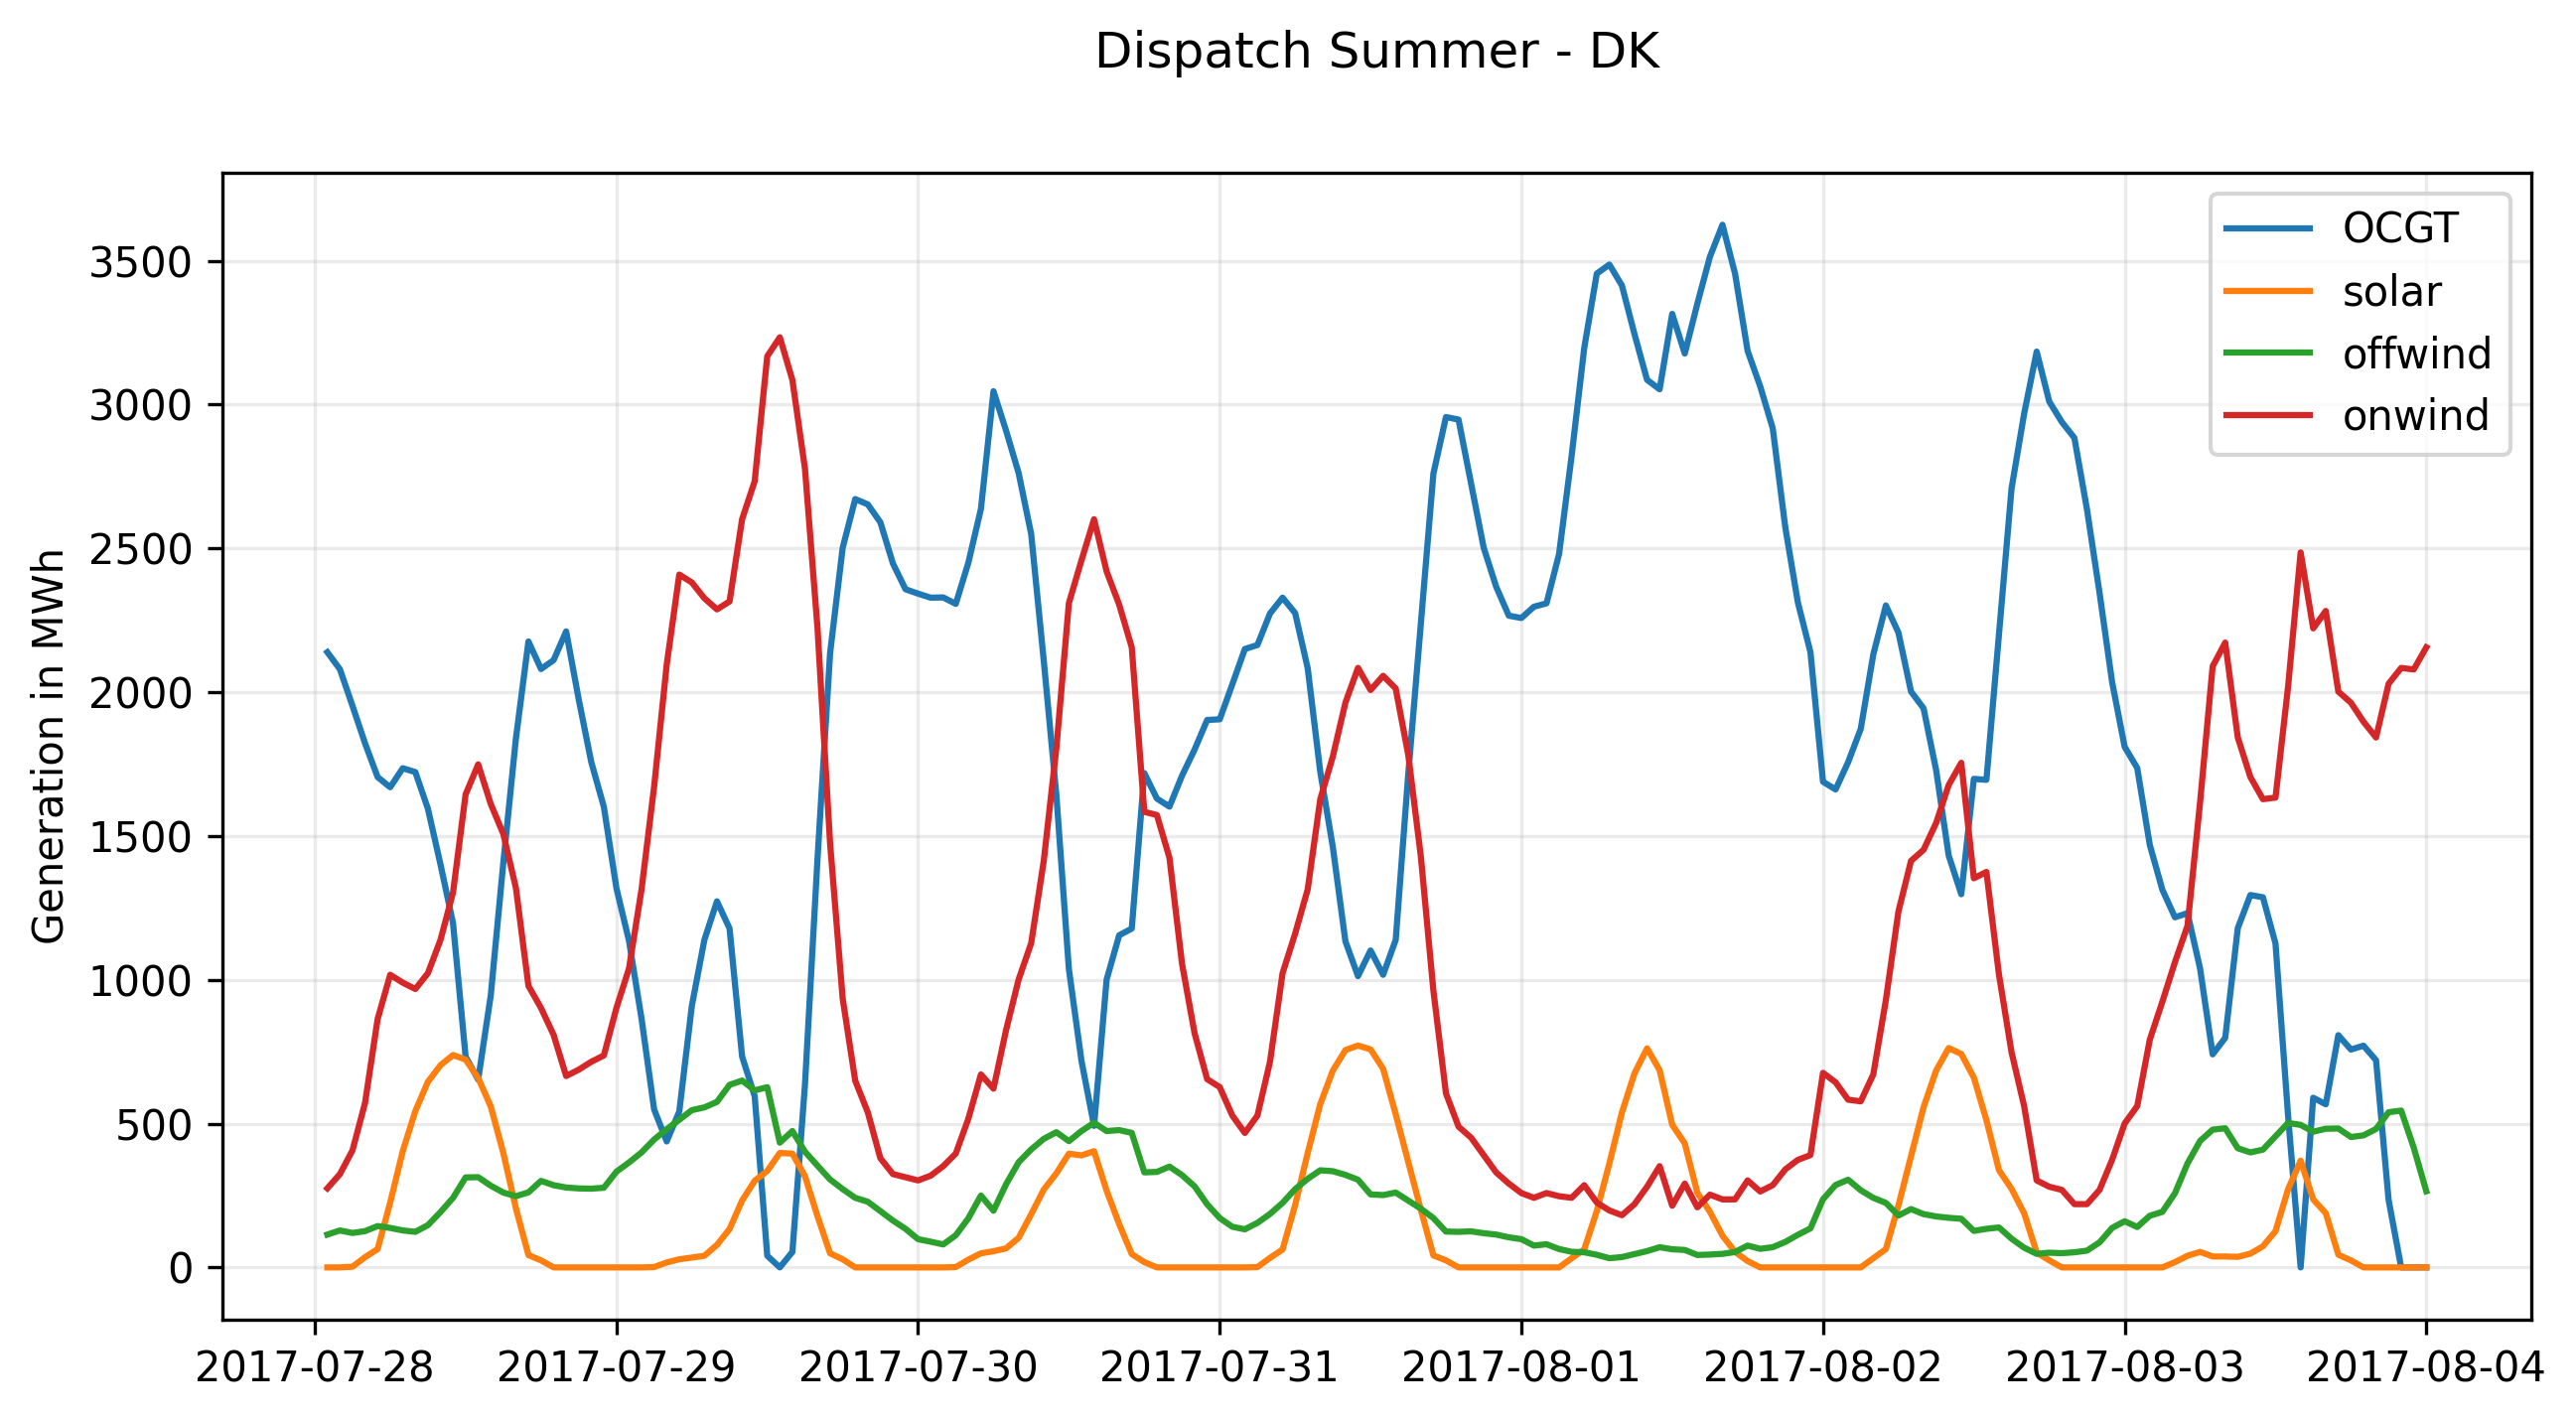 Dispatch Summer - DK
Generation in MWh
3500
3000
2500
2000
1500
1000
500
0
OCGT
solar
offwind
onwind
2017-07-28
2017-07-29
2017-07-30
2017-07-31
2017-08-01
2017-08-02
2017-08-03
2017-08-04